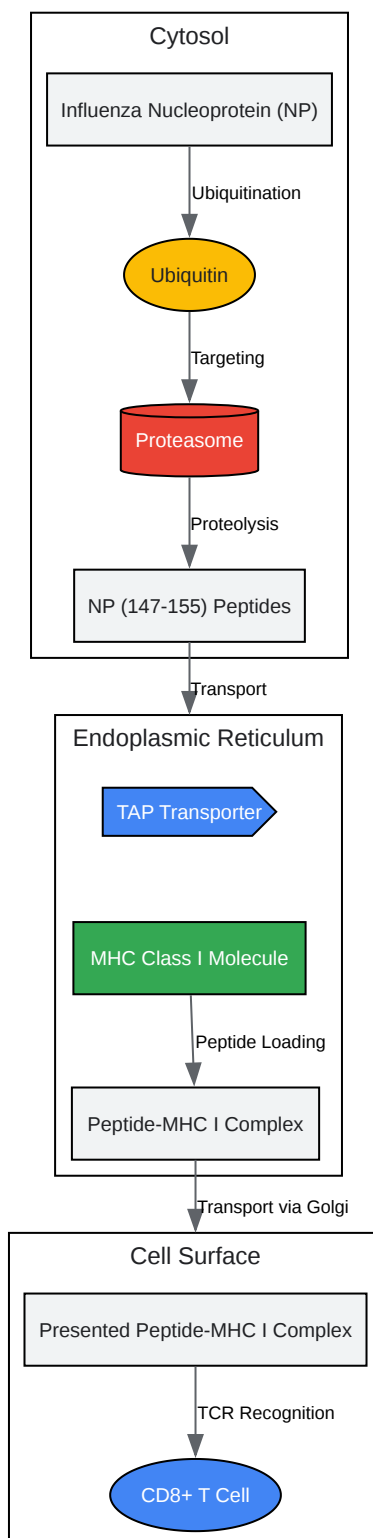 Cytosol
Influenza Nucleoprotein (NP)
Ubiquitination
Ubiquitin
Targeting
Proteasome
Proteolysis
NP (147-155) Peptides
Transport
Endoplasmic Reticulum
TAP Transporter
MHC Class I Molecule
Peptide Loading
Peptide-MHC I Complex
Transport via Golgi
Cell Surface
Presented Peptide-MHC I Complex
TCR Recognition
CD8+ T Cell